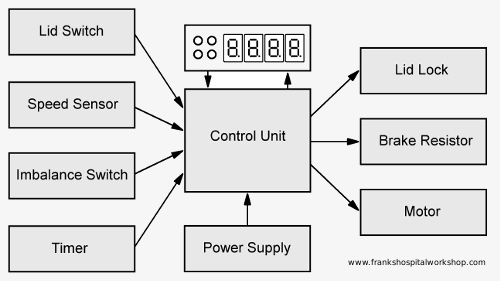 Lid Switch
8.8.8.8.
Lid Lock
Speed Sensor
Control Unit
Brake Resistor
Imbalance Switch
Motor
Timer
Power Supply
www.frankshospitalworkshop.com